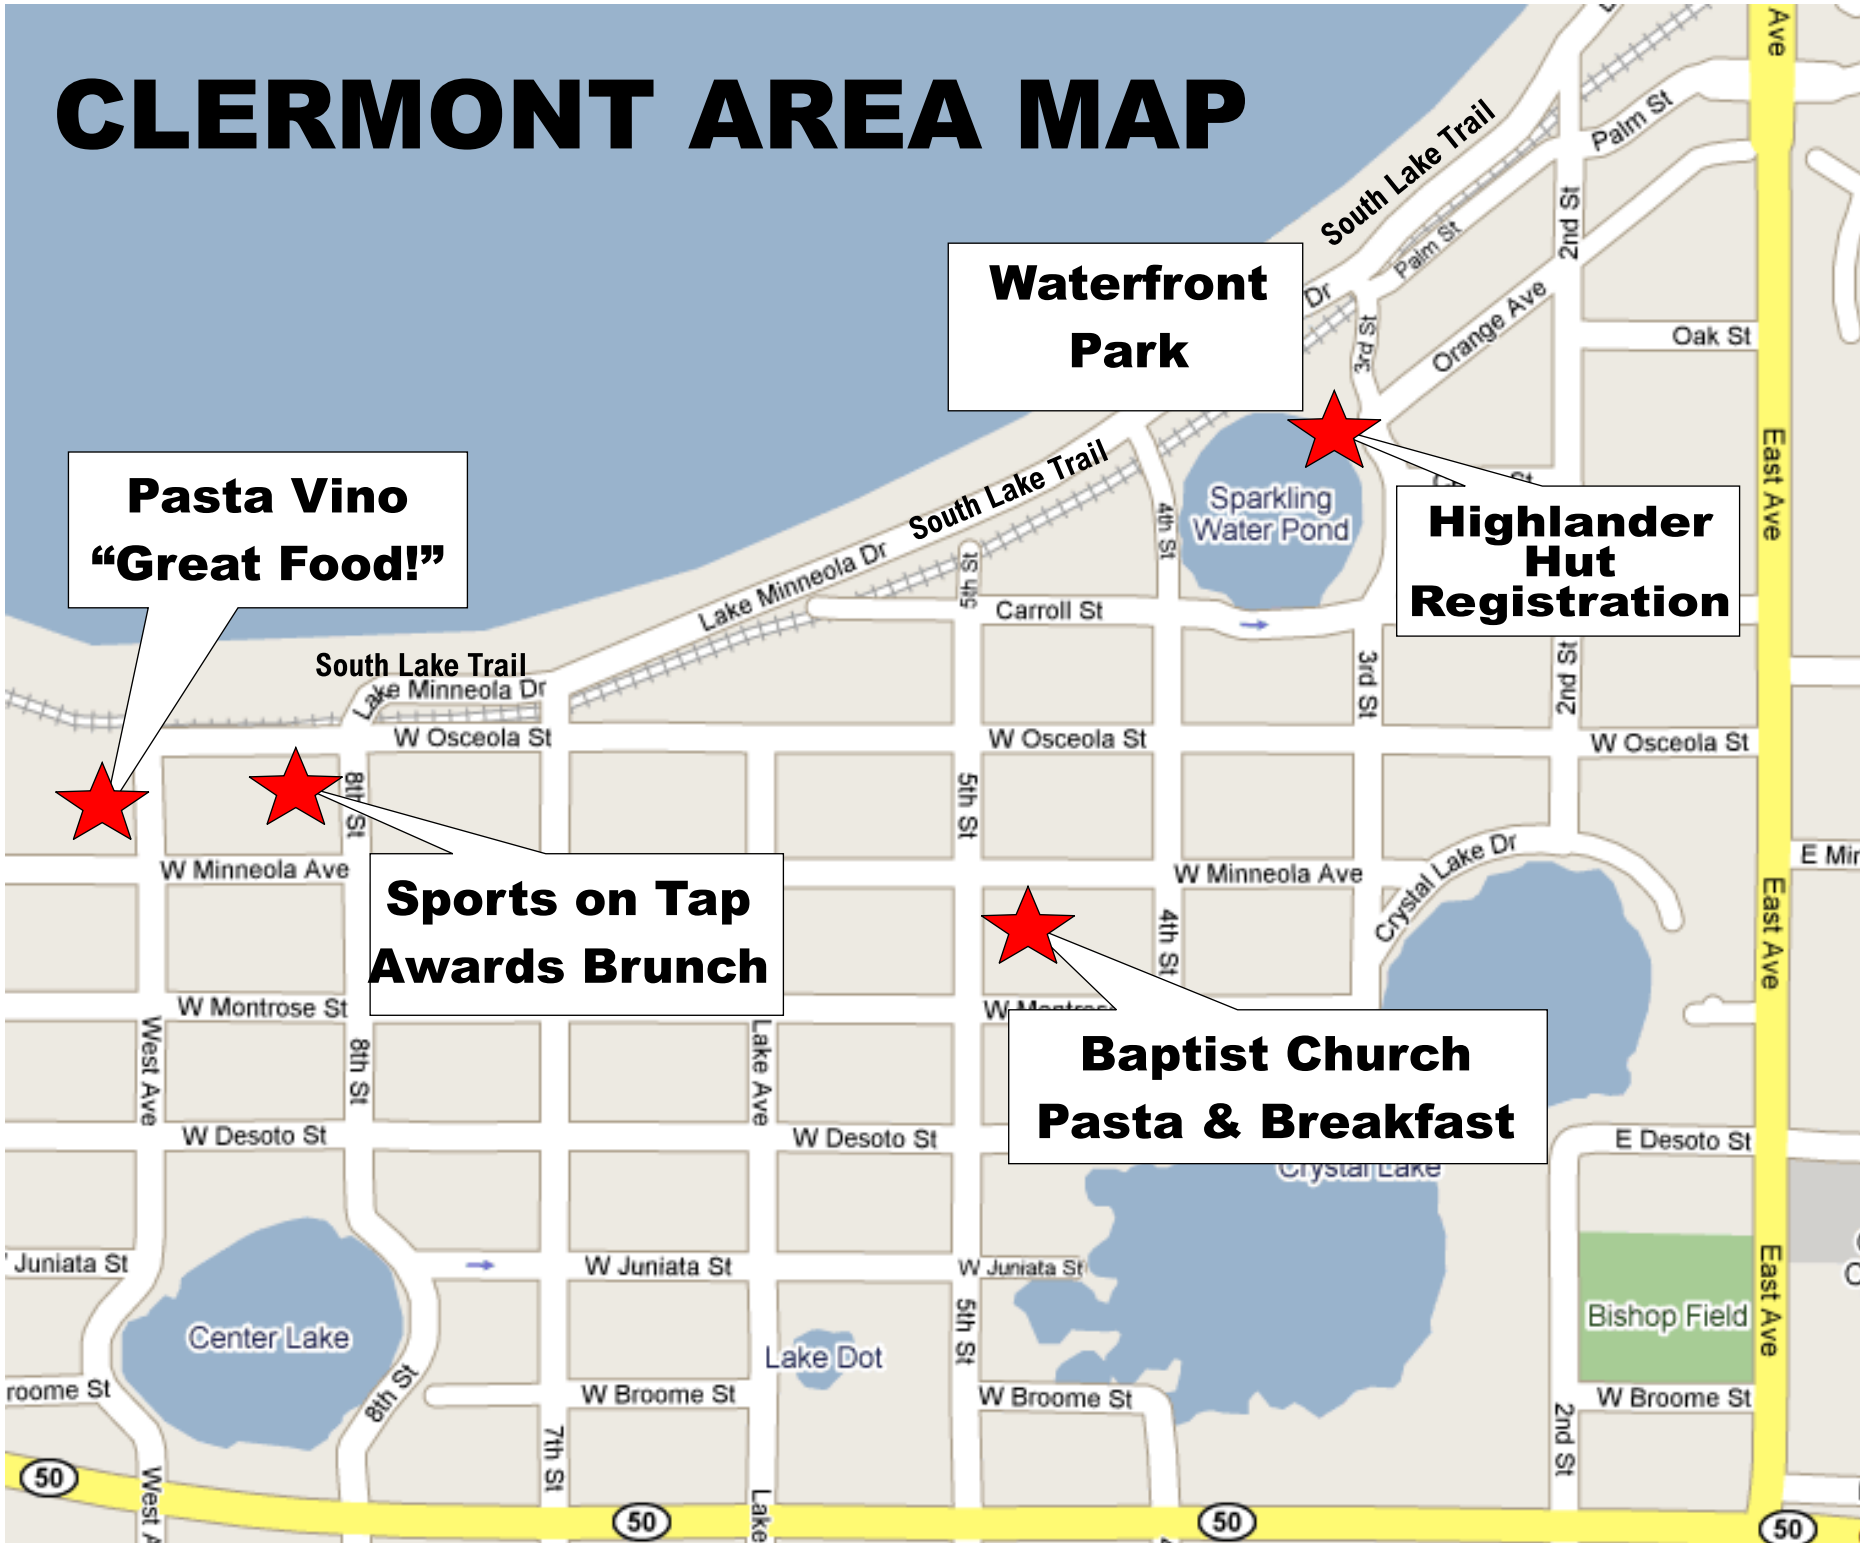 Ave
CLERMONT AREA MAP
South Lake Trail
Palm St
2nd St
Palm St
Waterfront
Park
Dr
3rd St
Orange Ave
Oak St
East Ave
Pasta Vino
“Great Food!”
South Lake Trail
4th St
Sparkling
Water Pond
Highlander
Hut
Registration
Lake Minneola Dr
5th St
Carroll St
South Lake Trail
Lake Minneola Dr
3rd St
2nd St
W Osceola St
W Osceola St
W Osceola St
8th St
5th St
W Minneola Ave
W Minneola Ave
Crystal Lake Dr
E Min
East Ave
Sports on Tap
Awards Brunch
4th St
W Montrose St
W Montros
West Ave
8th St
Lake Ave
Baptist Church
Pasta & Breakfast
W Desoto St
W Desoto St
E Desoto St
Crystal Lake
Juniata St
W Juniata St
W Juniata St
Center Lake
5th St
Lake Dot
Bishop Field
East Ave
roome St
8th St
W Broome St
W Broome St
W Broome St
50
West A
7th St
Lake
50
50
2nd St
50